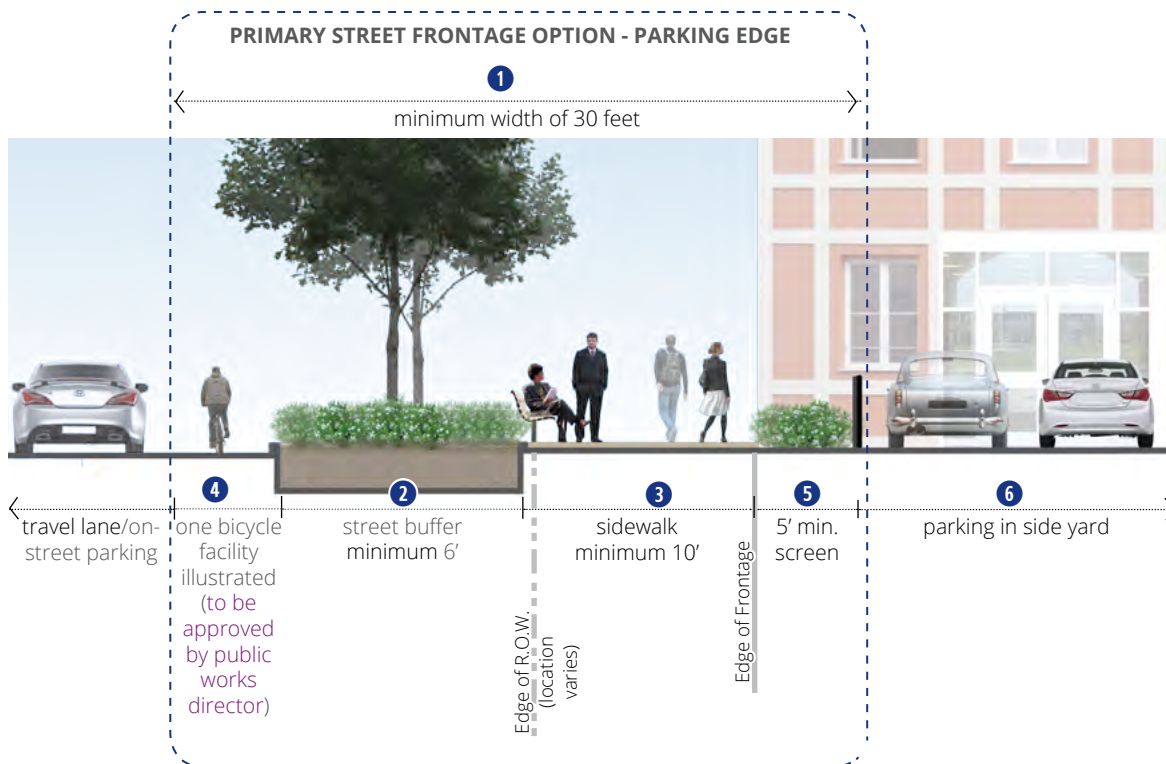 PRIMARY STREET FRONTAGE OPTION - PARKING EDGE
1
minimum width of 30 feet
travel lane/on-
street parking
4
one bicycle
facility
illustrated
(to be
approved
by public
works
director)
2
street buffer
minimum 6’
3
sidewalk
minimum 10’
5
5’ min.
screen
6
parking in side yard
Edge of R.O.W.
(location
varies)
Edge of Frontage